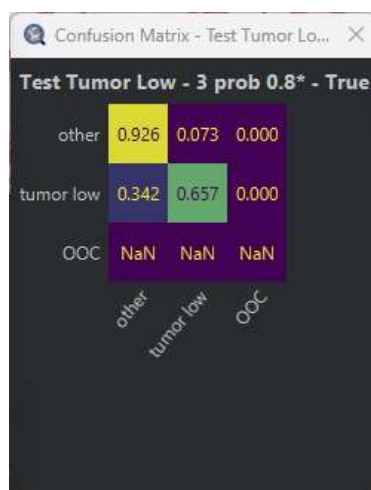 Confusion Matrix - Test Tumor Lo...
Test Tumor Low - 3 prob 0.8* - True
other 0.926 0.073 0.000
tumor low 0.342 0.657 0.000
OOC NaN NaN NaN
other tumor low OOC